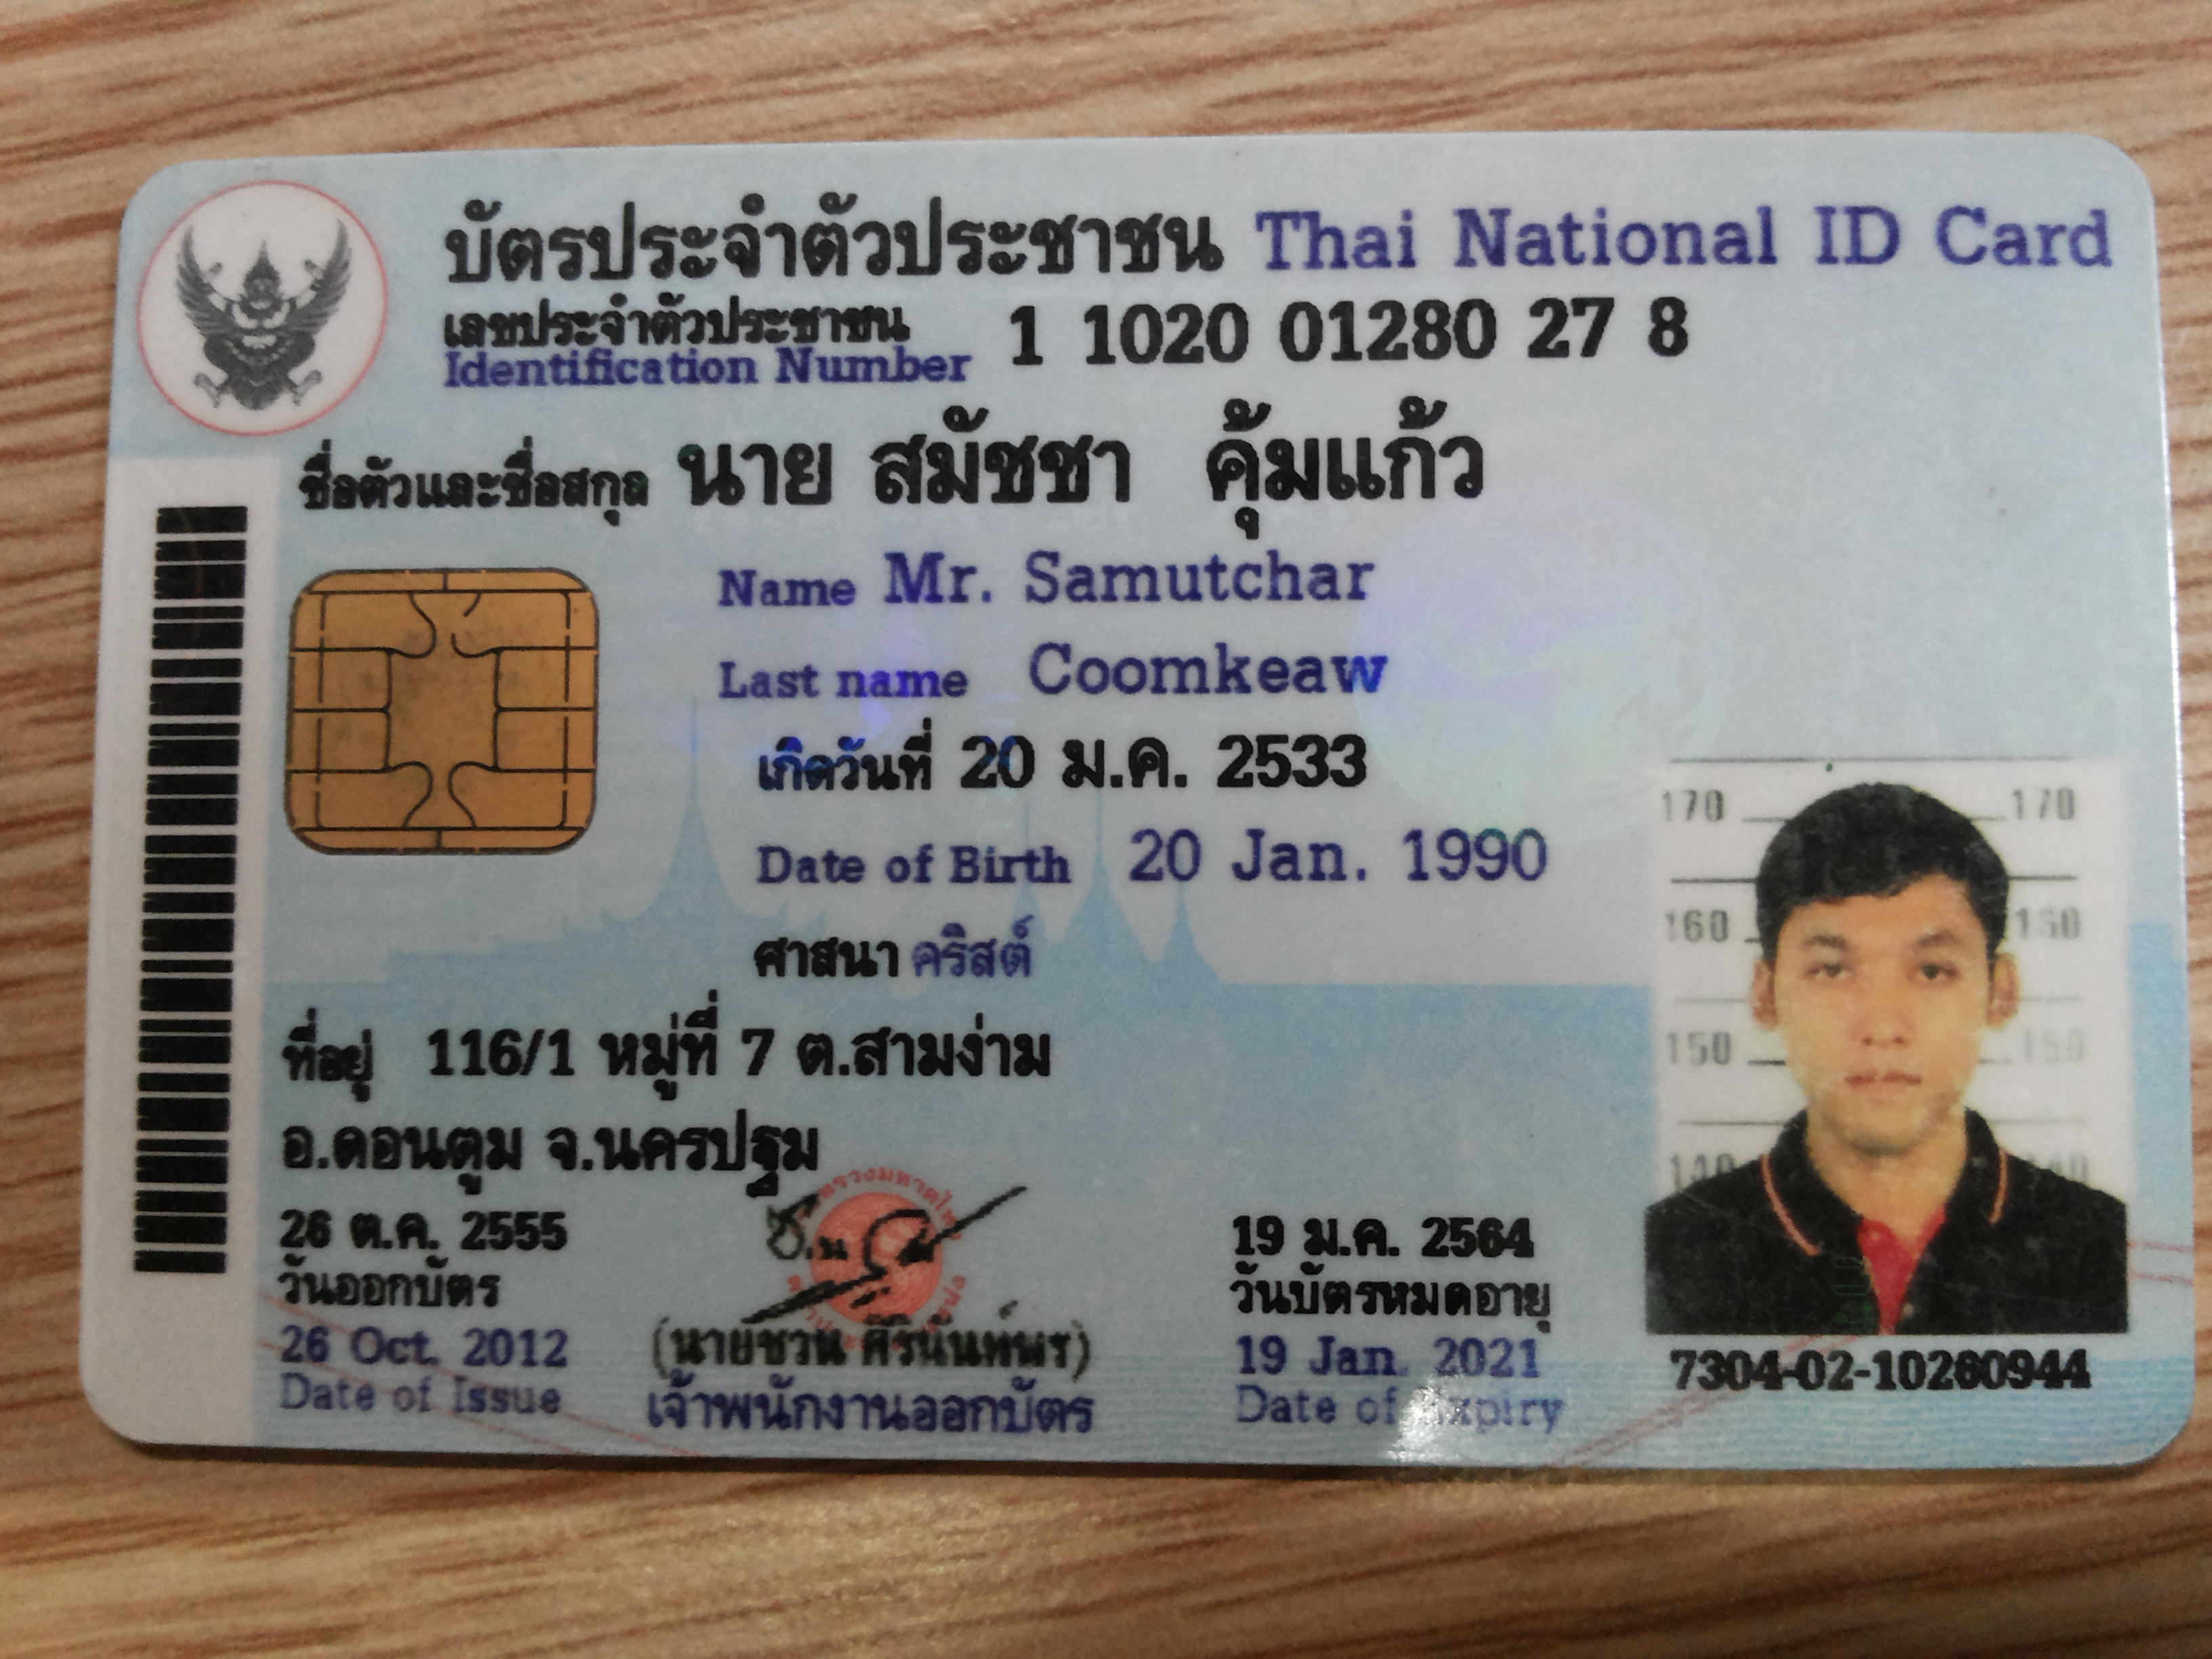 บัตรประจำตัวประชาชน Thai National ID Card
เลขประจำตัวประชาชน
Identification Number 1 1020 01280 27 8
ชื่อตัวและชื่อสกุล นาย สมัชชา คุ้มแก้ว
Name Mr. Samutchar
Last name Coomkeaw
เกิดวันที่ 20 ม.ค. 2533
Date of Birth 20 Jan. 1990
ศาสนา คริสต์
ที่อยู่ 116/1 หมู่ที่ 7 ต.สามง่าม
อ.ดอนตูม จ.นครปฐม
26 ต.ค. 2555
วันออกบัตร
26 Oct. 2012
Date of Issue
(นายชวน ศิรินันท์พร)
เจ้าพนักงานออกบัตร
19 ม.ค. 2564
วันบัตรหมดอายุ
19 Jan. 2021
Date of Expiry
170 170
160 160
150 150
140 140
7304-02-10260944